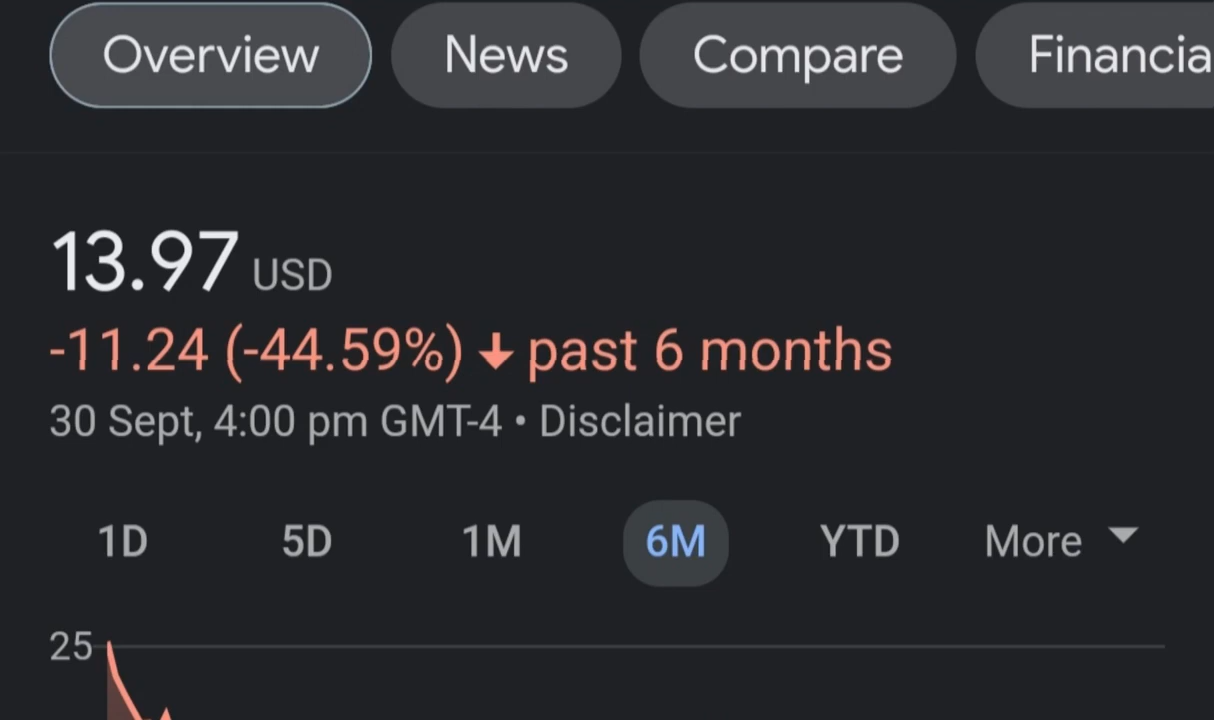 Overview News Compare Financia
13.97 USD
-11.24 (-44.59%) ↓ past 6 months
30 Sept, 4:00 pm GMT-4 • Disclaimer
1D 5D 1M 6M YTD More
25